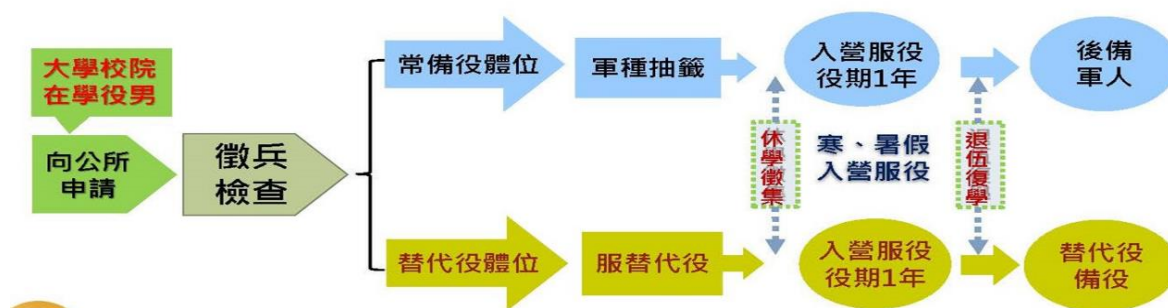 大學校院
在學役男
向公所
申請
徵兵
檢查
常備役體位
軍種抽籤
入營服役
役期1年
後備
軍人
休學徵集
寒、暑假
入營服役
退伍復學
替代役體位
服替代役
入營服役
役期1年
替代役
備役